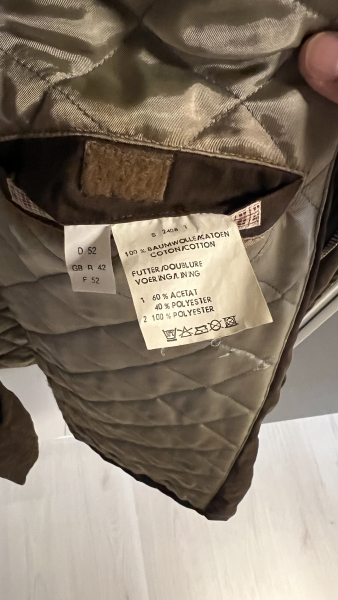 D 52
GB R 42
F 52
S 2408 1
100 % BAUMWOLLE/KATOEN
COTON/COTTON
FUTTER/DOUBLURE
VOERING/LINING
1 60 % ACETAT
40 % POLYESTER
2 100 % POLYESTER